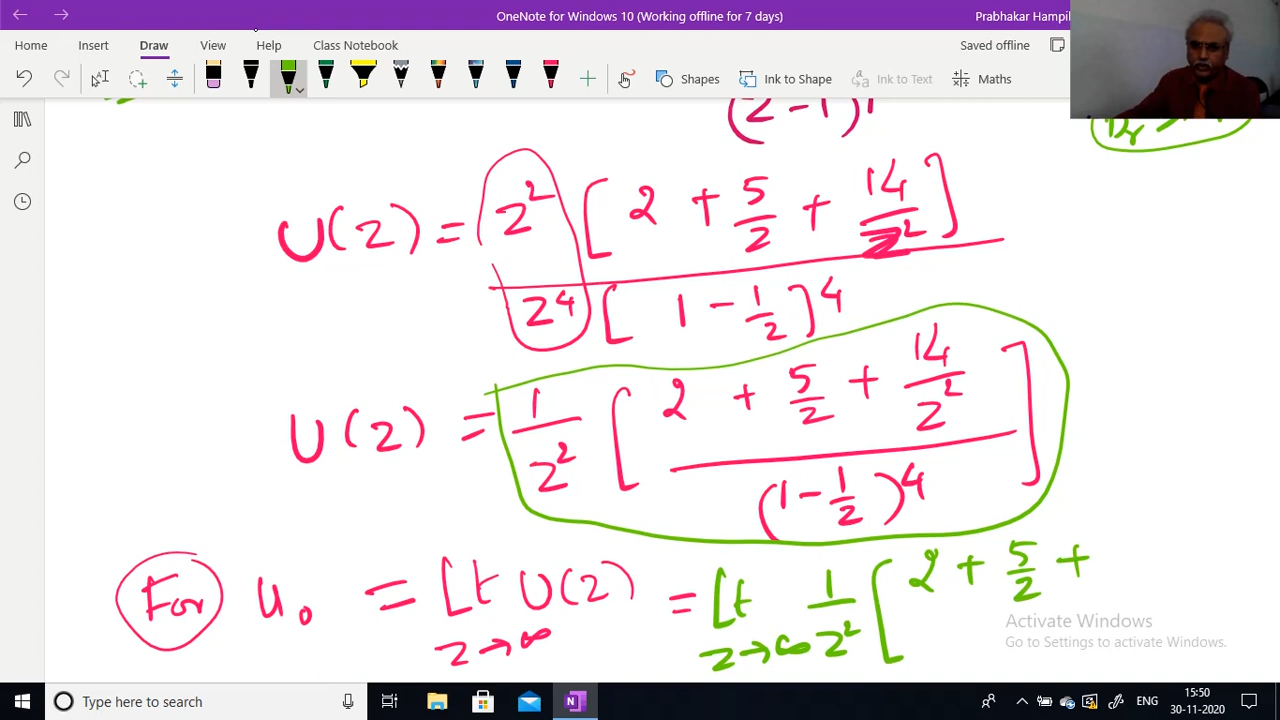 OneNote for Windows 10 (Working offline for 7 days)
Prabhakar Hampil
Home Insert Draw View Help Class Notebook
Saved offline
Shapes Ink to Shape Ink to Text Maths
(z-1)⁴
U(z) = z² [2 + 5/z + 14/z²] / z⁴ [1 - 1/z]⁴
U(z) = 1/z² [ 2 + 5/z + 14/z² / (1 - 1/z)⁴ ]
For u₀ = Lt z→∞ U(z) = Lt z→∞ 1/z² [ 2 + 5/z +
Activate Windows
Go to Settings to activate Windows.
Type here to search
ENG
15:50
30-11-2020